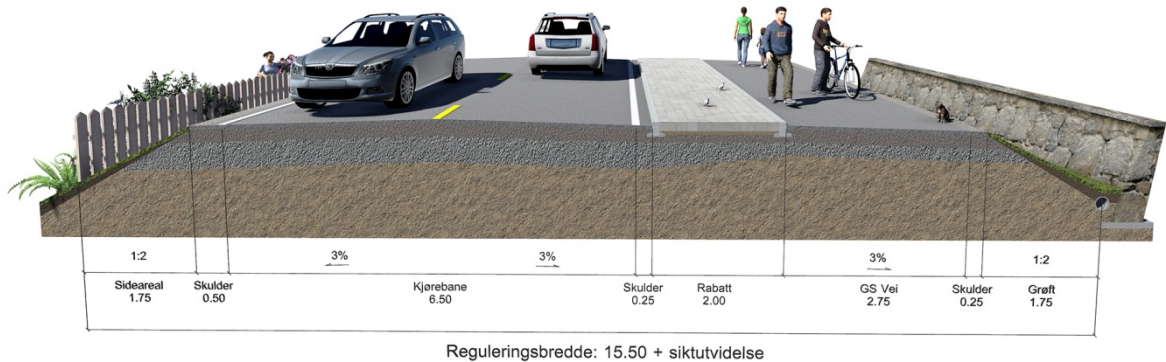 1:2
3%
3%
3%
1:2
Sideareal
1.75
Skulder
0.50
Kjørebane
6.50
Skulder
0.25
Rabatt
2.00
GS Vei
2.75
Skulder
0.25
Grøft
1.75
Reguleringsbredde: 15.50 + siktutvidelse